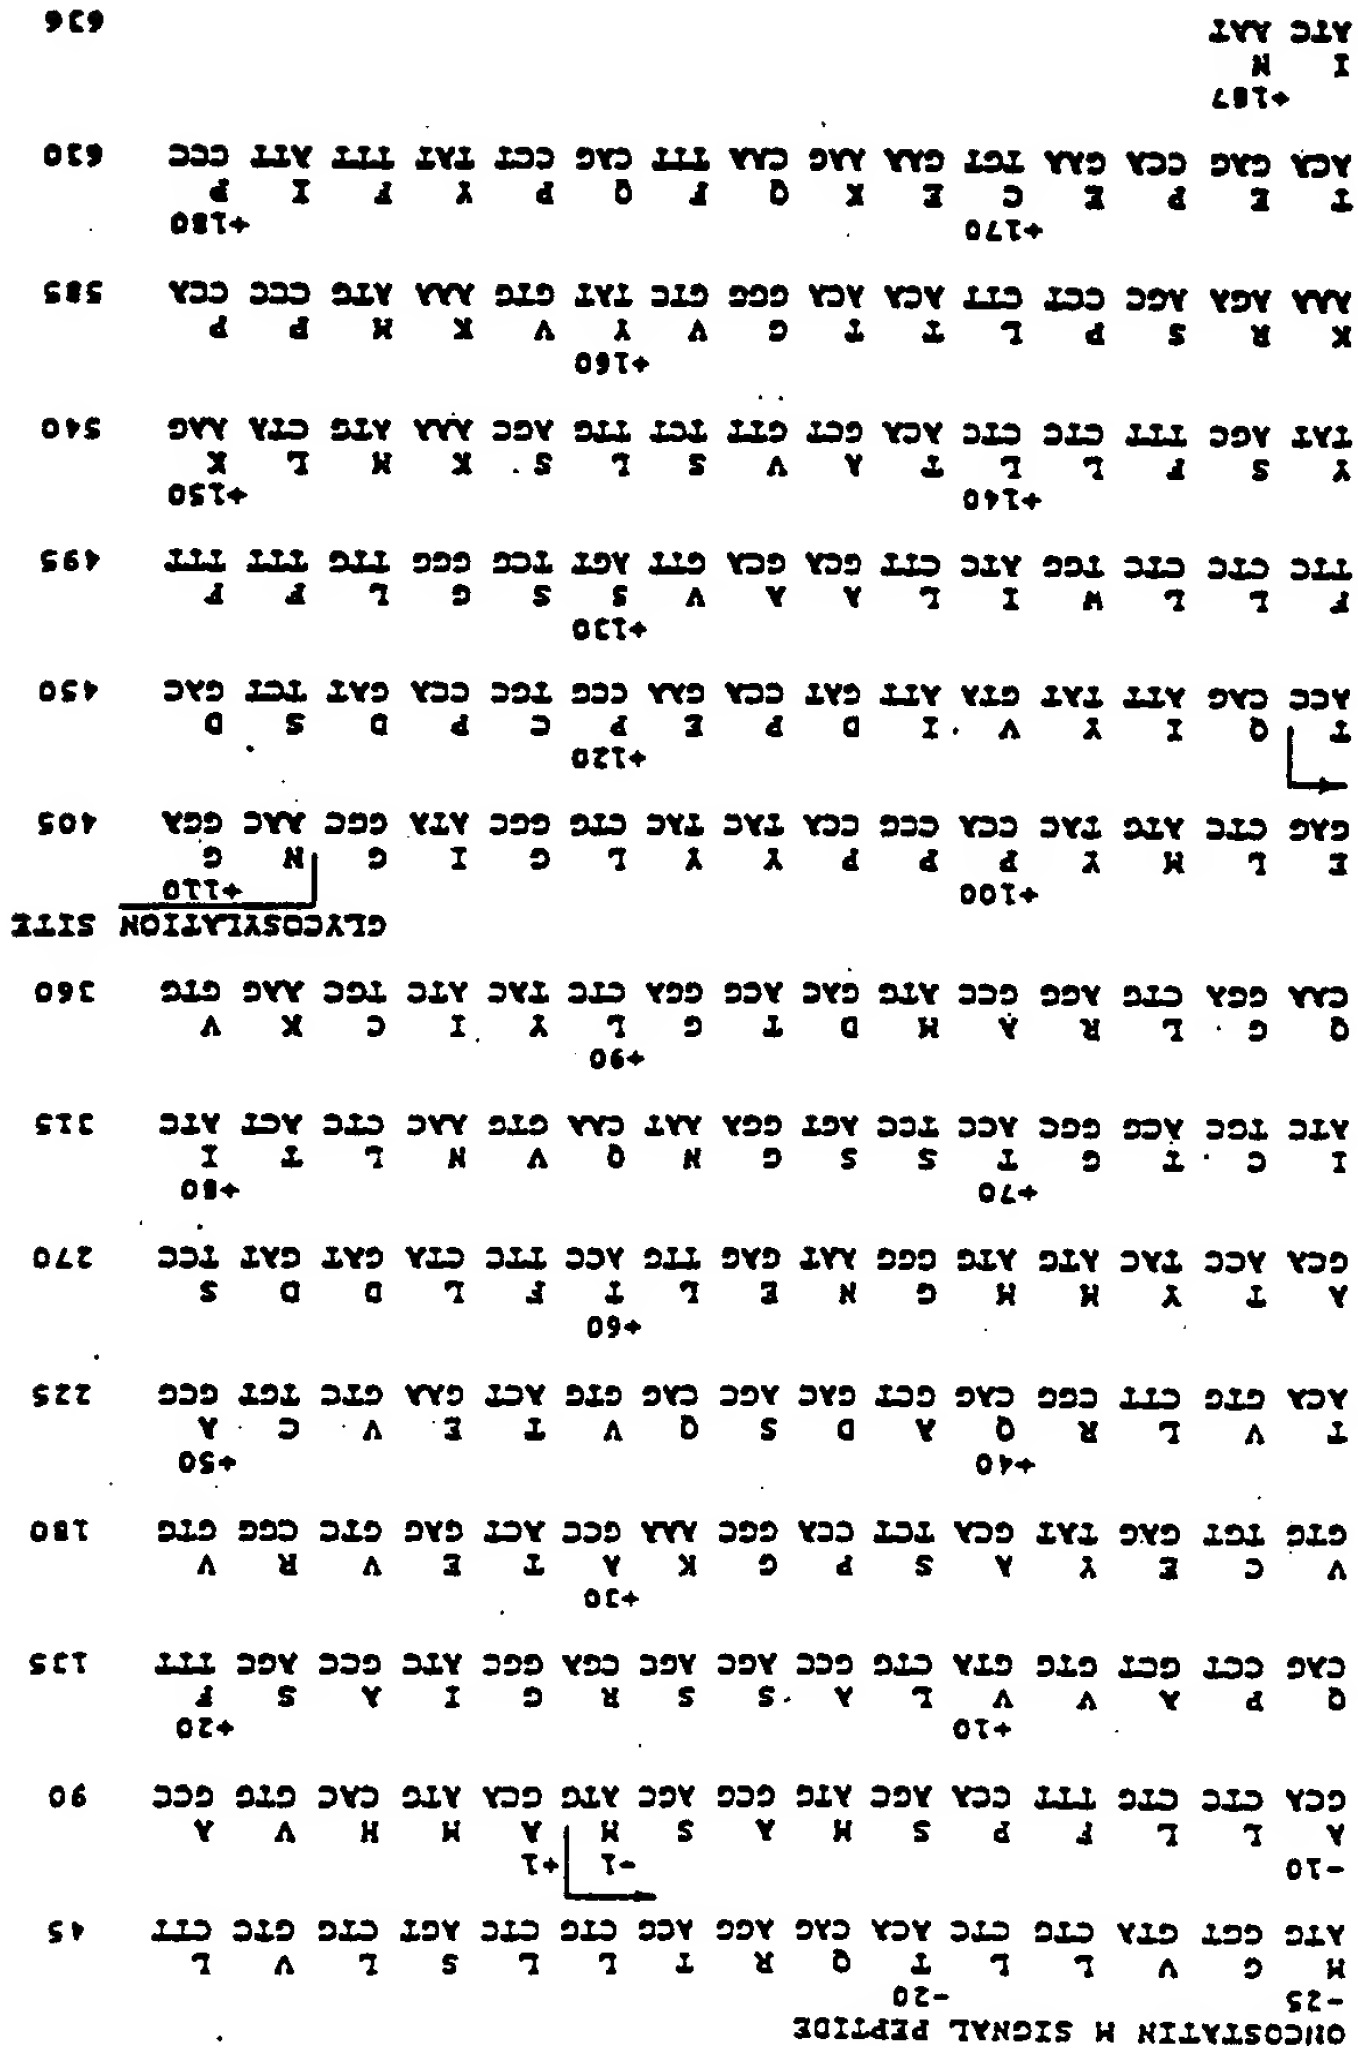 ONCOSTATIN M SIGNAL PEPTIDE
-25 -20
M G V L L T Q R T L L S L V L
ATG GGT GTA CTG CTC ACA CAG AGG ACG CTG CTC AGT CTG GTC CTT 45
-10 -1 +1
A L L F P S M A S M A M H V A
GCA CTC CTG TTT CCA AGC ATG GCG AGC ATG GCA ATG CAC GTG GCC 90
+10 +20
Q P A V V L A S S R G I A S F
CAG CCT GCT GTG GTA CTG GCC AGC AGC CGA GGC ATC GCC AGC TTT 135
+30
V C E Y A S P G K A T E V R V
GTG TGT GAG TAT GCA TCT CCA GGC AAA GCC ACT GAG GTC CGG GTG 180
+40 +50
T V L R Q A D S Q V T E V C A
ACA GTG CTT CGG CAG GCT GAC AGC CAG GTG ACT GAA GTC TGT GCG 225
+60
A T Y M M G N E L T F L D D S
GCA ACC TAC ATG ATG GGG AAT GAG TTG ACC TTC CTA GAT GAT TCC 270
+70 +80
I C T G T S S G N Q V N L T I
ATC TGC ACG GGC ACC TCC AGT GGA AAT CAA GTG AAC CTC ACT ATC 315
+90
Q G L R A M D T G L Y I C K V
CAA GGA CTG AGG GCC ATG GAC ACG GGA CTC TAC ATC TGC AAG GTG 360
GLYCOSYLATION SITE
+100 +110
E L M Y P P P Y Y L G I G N G
GAG CTC ATG TAC CCA CCG CCA TAC TAC CTG GGC ATA GGC AAC GGA 405
+120
T Q I Y V I D P E P C P D S D
ACC CAG ATT TAT GTA ATT GAT CCA GAA CCG TGC CCA GAT TCT GAC 450
+130
F L L W I L A A V S S G L F F
TTC CTC CTC TGG ATC CTT GCA GCA GTT AGT TCC GGG TTG TTT TTT 495
+140 +150
Y S F L L T A V S L S K M L K
TAT AGC TTT CTC CTC ACA GCT GTT TCT TTG AGC AAA ATG CTA AAG 540
+160
K R S P L T T G V Y V K M P P
AAA AGA AGC CCT CTT ACA ACA GGG GTC TAT GTG AAA ATG CCC CCA 585
+170 +180
T E P E C E K Q F Q P Y F I P
ACA GAG CCA GAA TGT GAA AAG CAA TTT CAG CCT TAT TTT ATT CCC 630
+187
I N
ATC AAT 636